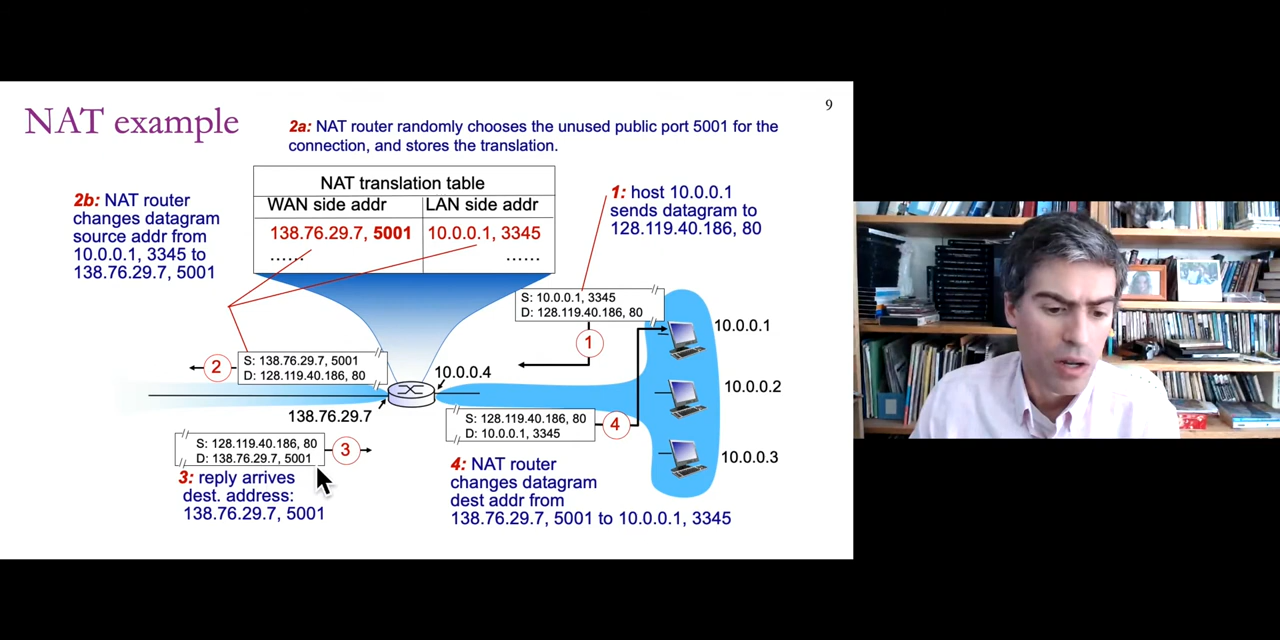 9
NAT example
2a: NAT router randomly chooses the unused public port 5001 for the
connection, and stores the translation.
NAT translation table
WAN side addr LAN side addr
138.76.29.7, 5001 10.0.0.1, 3345
...... ......
2b: NAT router
changes datagram
source addr from
10.0.0.1, 3345 to
138.76.29.7, 5001
1: host 10.0.0.1
sends datagram to
128.119.40.186, 80
S: 10.0.0.1, 3345
D: 128.119.40.186, 80
1
10.0.0.1
S: 138.76.29.7, 5001
D: 128.119.40.186, 80
2
10.0.0.4
10.0.0.2
138.76.29.7
S: 128.119.40.186, 80
D: 10.0.0.1, 3345
4
S: 128.119.40.186, 80
D: 138.76.29.7, 5001
3
10.0.0.3
3: reply arrives
dest. address:
138.76.29.7, 5001
4: NAT router
changes datagram
dest addr from
138.76.29.7, 5001 to 10.0.0.1, 3345